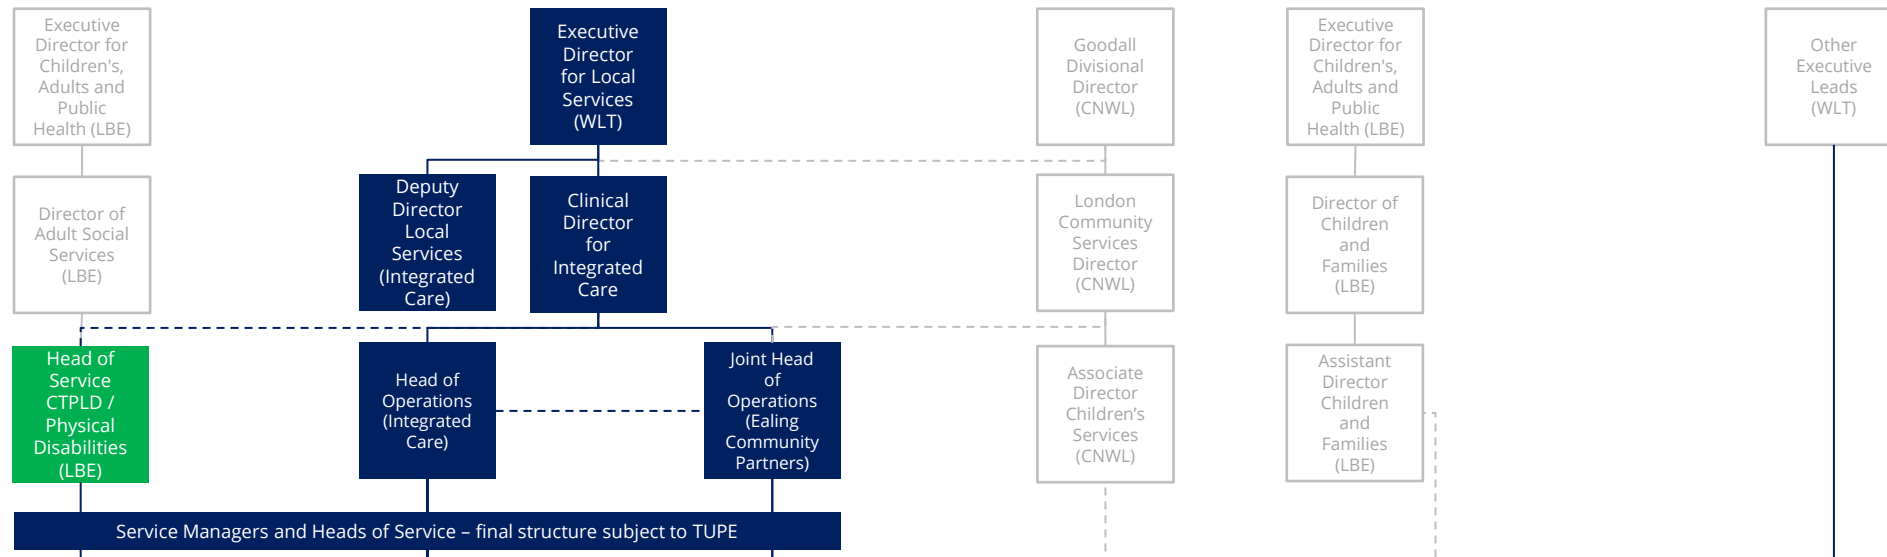 Executive
Director for
Children's,
Adults and
Public
Health (LBE)
Executive
Director
for Local
Services
(WLT)
Goodall
Divisional
Director
(CNWL)
Executive
Director for
Children's,
Adults and
Public
Health (LBE)
Other
Executive
Leads
(WLT)
Director of
Adult Social
Services
(LBE)
Deputy
Director
Local
Services
(Integrated
Care)
Clinical
Director
for
Integrated
Care
London
Community
Services
Director
(CNWL)
Director of
Children
and
Families
(LBE)
Head of
Service
CTPLD /
Physical
Disabilities
(LBE)
Head of
Operations
(Integrated
Care)
Joint Head
of
Operations
(Ealing
Community
Partners)
Associate
Director
Children’s
Services
(CNWL)
Assistant
Director
Children
and
Families
(LBE)
Service Managers and Heads of Service – final structure subject to TUPE